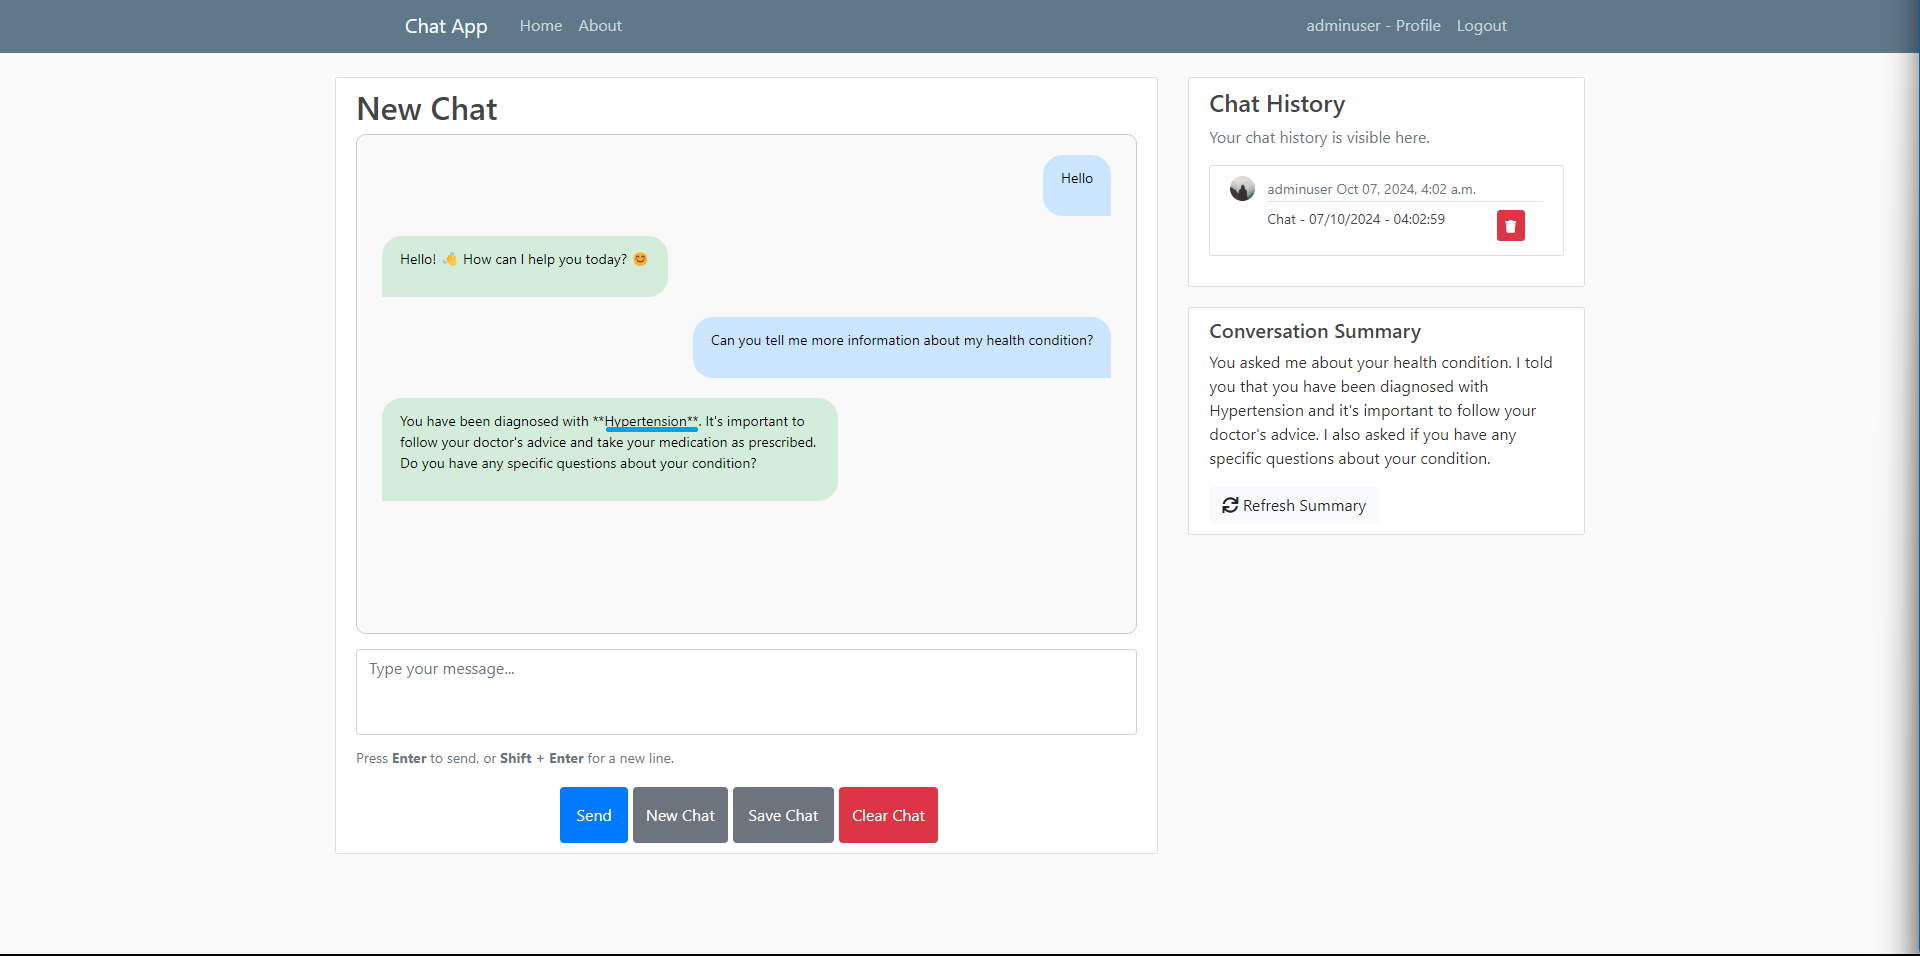 Chat App Home About adminuser - Profile Logout
New Chat
Hello
Hello! 👋 How can I help you today? 😊
Can you tell me more information about my health condition?
You have been diagnosed with **Hypertension**. It's important to
follow your doctor's advice and take your medication as prescribed.
Do you have any specific questions about your condition?
Type your message...
Press Enter to send, or Shift + Enter for a new line.
Send New Chat Save Chat Clear Chat
Chat History
Your chat history is visible here.
adminuser Oct 07, 2024, 4:02 a.m.
Chat - 07/10/2024 - 04:02:59
Conversation Summary
You asked me about your health condition. I told
you that you have been diagnosed with
Hypertension and it's important to follow your
doctor's advice. I also asked if you have any
specific questions about your condition.
Refresh Summary